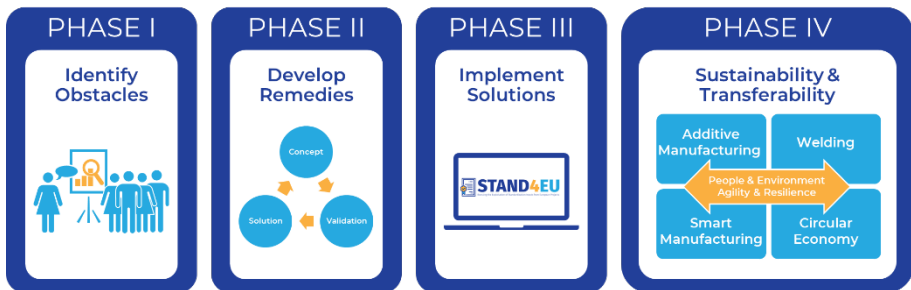 PHASE I
Identify
Obstacles
PHASE II
Develop
Remedies
Concept
Solution
Validation
PHASE III
Implement
Solutions
STAND4EU
PHASE IV
Sustainability &
Transferability
Additive
Manufacturing
Welding
People & Environment
Agility & Resilience
Smart
Manufacturing
Circular
Economy